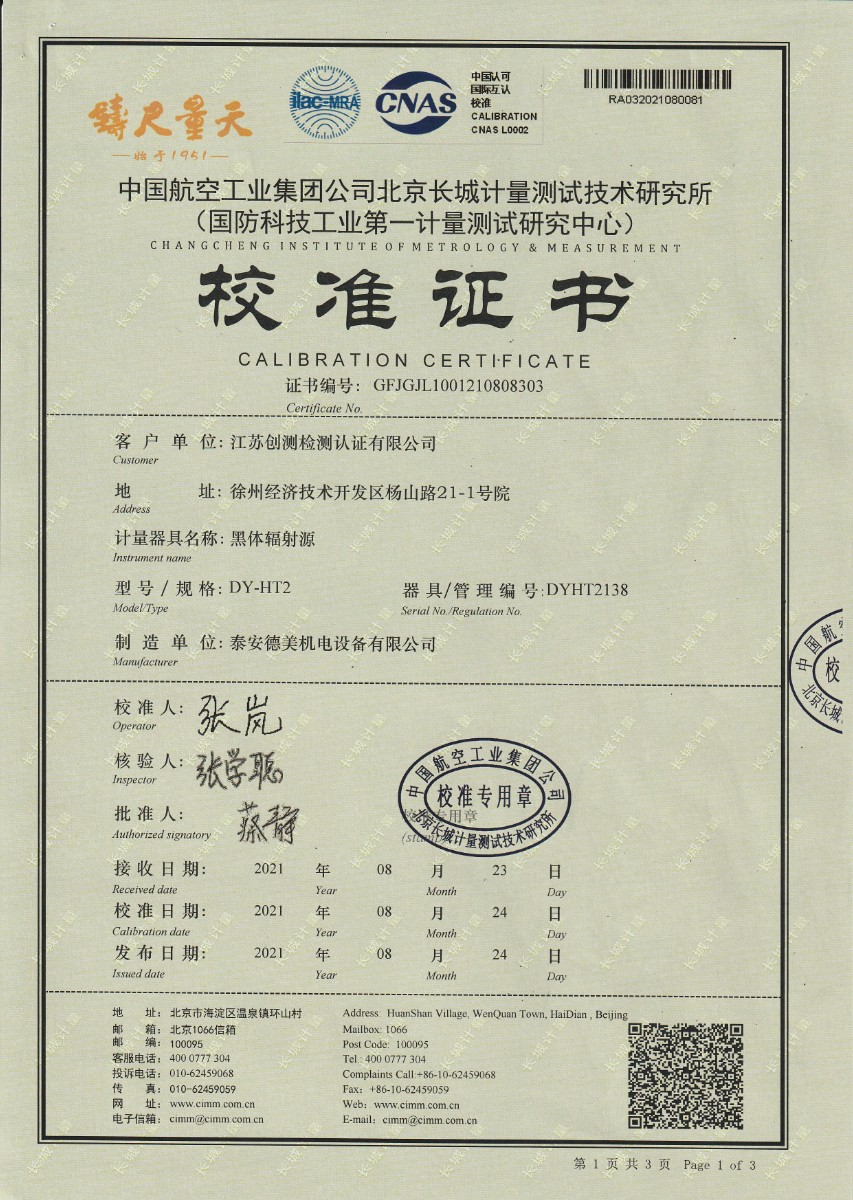 鑄尺量天
始于1951
ilac-MRA
CNAS
中国认可
国际互认
校准
CALIBRATION
CNAS L0002
RA032021080081
中国航空工业集团公司北京长城计量测试技术研究所
（国防科技工业第一计量测试研究中心）
CHANGCHENG INSTITUTE OF METROLOGY & MEASUREMENT
校准证书
CALIBRATION CERTIFICATE
证书编号: GFJGJL1001210808303
Certificate No.
客户单位: 江苏创测检测认证有限公司
Customer
地址: 徐州经济技术开发区杨山路21-1号院
Address
计量器具名称: 黑体辐射源
Instrument name
型号/规格: DY-HT2 器具/管理编号: DYHT2138
Model/Type Serial No./Regulation No.
制造单位: 泰安德美机电设备有限公司
Manufacturer
校准人: 张岚
Operator
核验人: 张学聪
Inspector
批准人: 蔡静
Authorized signatory
中国航空工业集团公司
校准专用章
北京长城计量测试技术研究所
接收日期: 2021 年 08 月 23 日
Received date Year Month Day
校准日期: 2021 年 08 月 24 日
Calibration date Year Month Day
发布日期: 2021 年 08 月 24 日
Issued date Year Month Day
地址: 北京市海淀区温泉镇环山村 Address: HuanShan Village, WenQuan Town, HaiDian , Beijing
邮箱: 北京1066信箱 Mailbox: 1066
邮编: 100095 Post Code: 100095
客服电话: 400 0777 304 Tel.: 400 0777 304
投诉电话: 010-62459068 Complaints Call:+86-10-62459068
传真: 010-62459059 Fax: +86-10-62459059
网址: www.cimm.com.cn Web: www.cimm.com.cn
电子信箱: cimm@cimm.com.cn E-mail: cimm@cimm.com.cn
第 1 页 共 3 页 Page 1 of 3